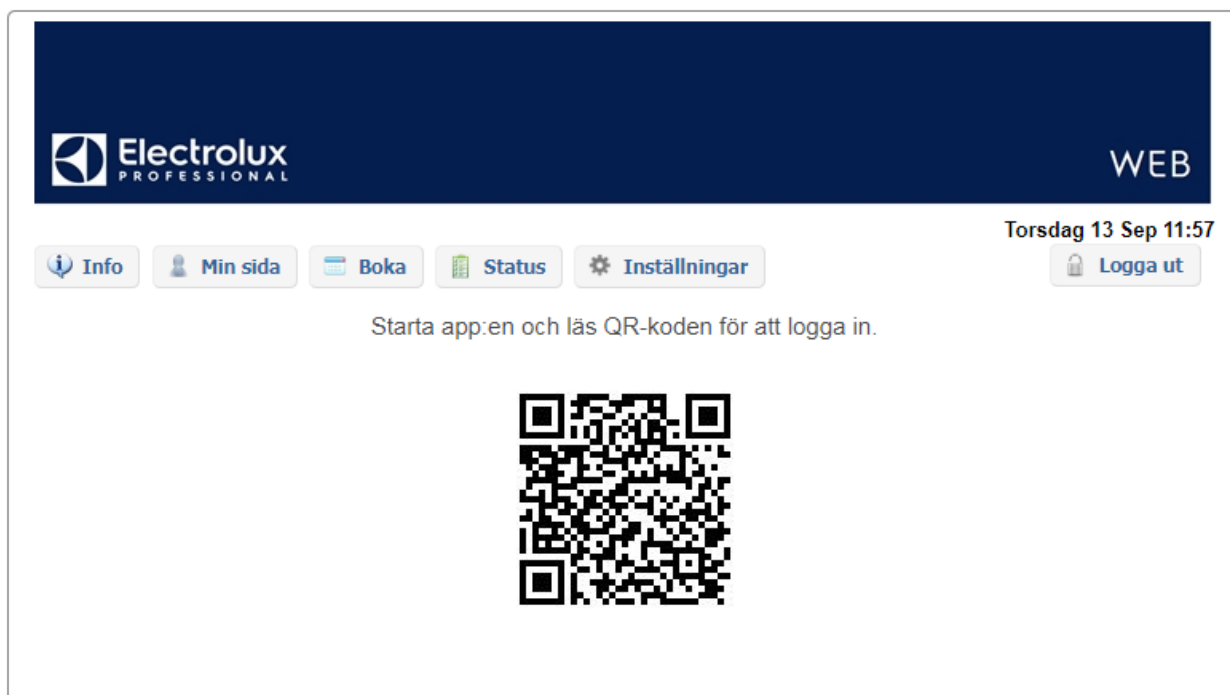 Electrolux
PROFESSIONAL
WEB
Torsdag 13 Sep 11:57
Info Min sida Boka Status Inställningar Logga ut
Starta app:en och läs QR-koden för att logga in.